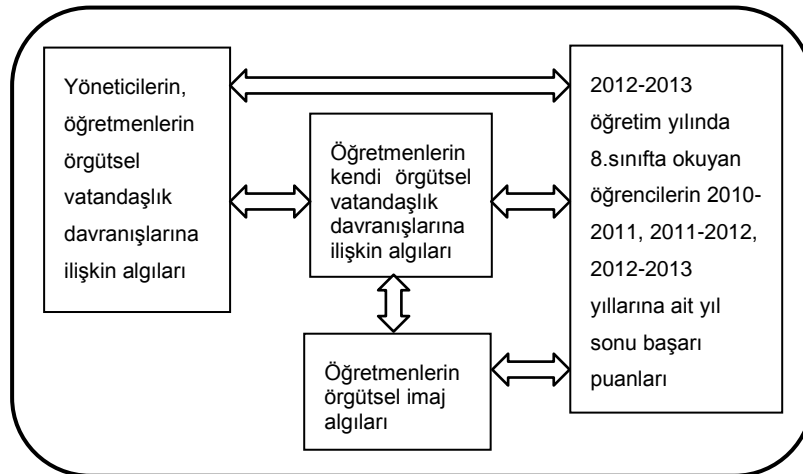 Yöneticilerin,
öğretmenlerin
örgütsel
vatandaşlık
davranışlarına
ilişkin algıları
Öğretmenlerin
kendi örgütsel
vatandaşlık
davranışlarına
ilişkin algıları
Öğretmenlerin
örgütsel imaj
algıları
2012-2013
öğretim yılında
8.sınıfta okuyan
öğrencilerin 2010-
2011, 2011-2012,
2012-2013
yıllarına ait yıl
sonu başarı
puanları